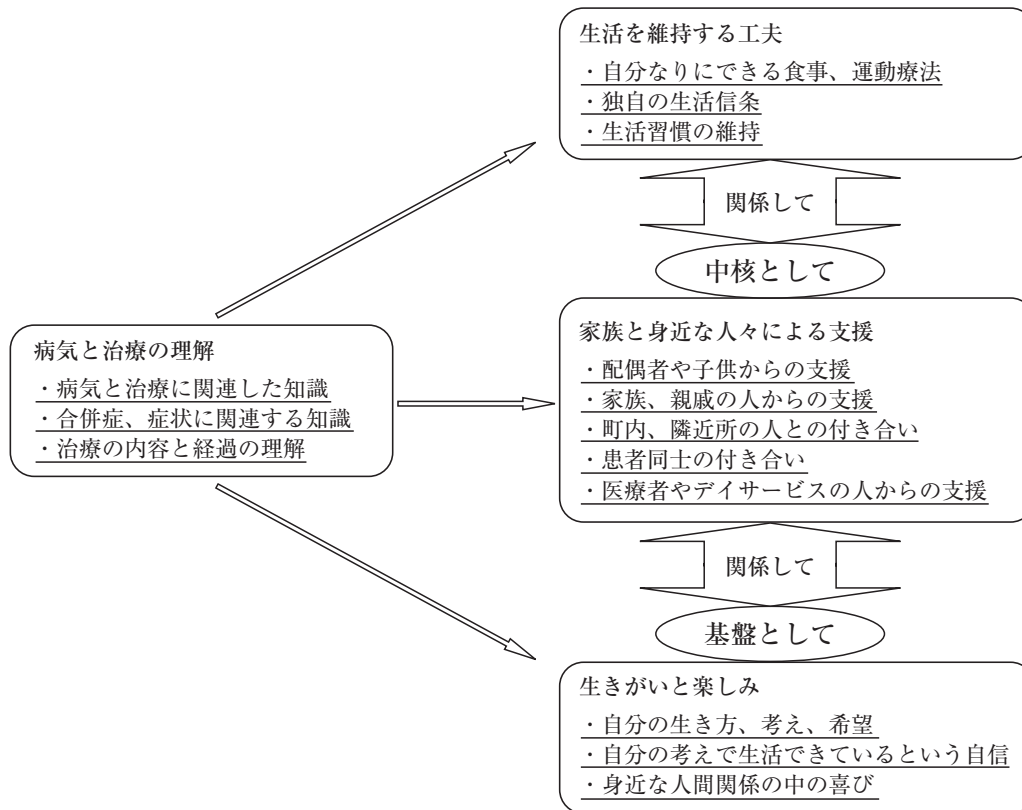 生活を維持する工夫
・自分なりにできる食事、運動療法
・独自の生活信条
・生活習慣の維持
関係して
中核として
病気と治療の理解
・病気と治療に関連した知識
・合併症、症状に関連する知識
・治療の内容と経過の理解
家族と身近な人々による支援
・配偶者や子供からの支援
・家族、親戚の人からの支援
・町内、隣近所の人との付き合い
・患者同士の付き合い
・医療者やデイサービスの人からの支援
関係して
基盤として
生きがいと楽しみ
・自分の生き方、考え、希望
・自分の考えで生活できているという自信
・身近な人間関係の中の喜び